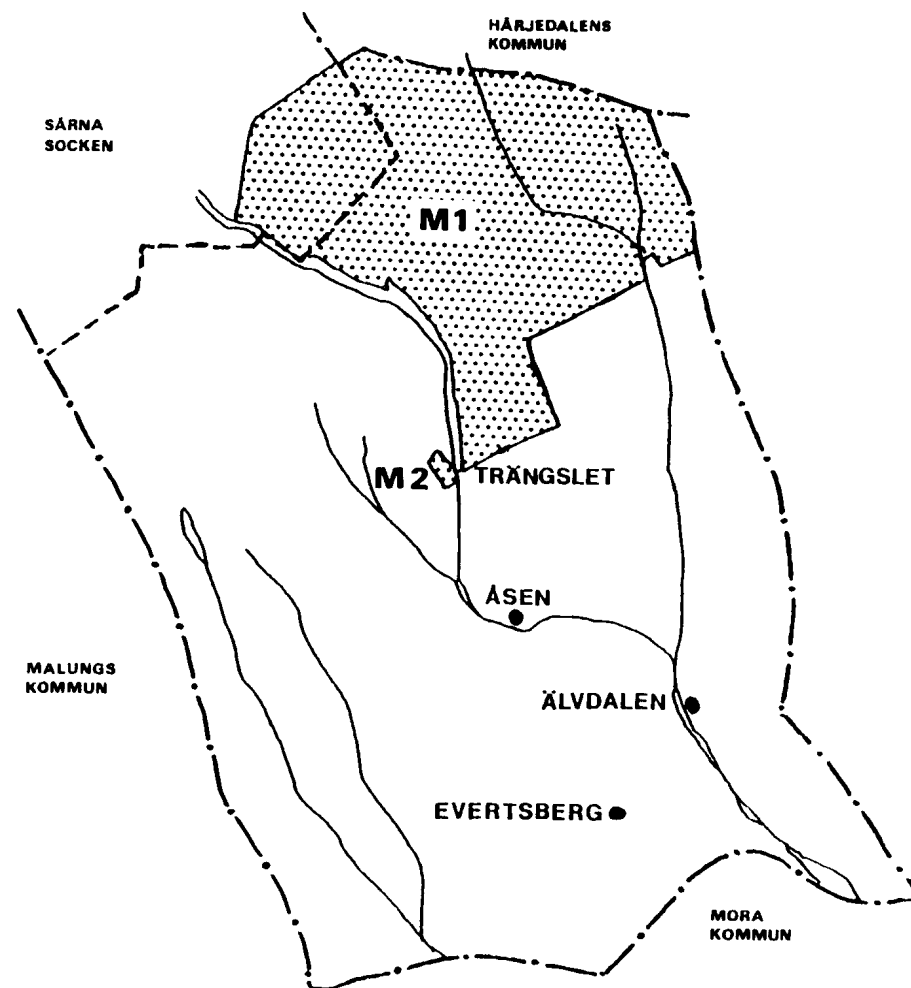 HÄRJEDALENS
KOMMUN
SÄRNA
SOCKEN
M1
M2
TRÄNGSLET
ÅSEN
MALUNGS
KOMMUN
ÄLVDALEN
EVERTSBERG
MORA
KOMMUN